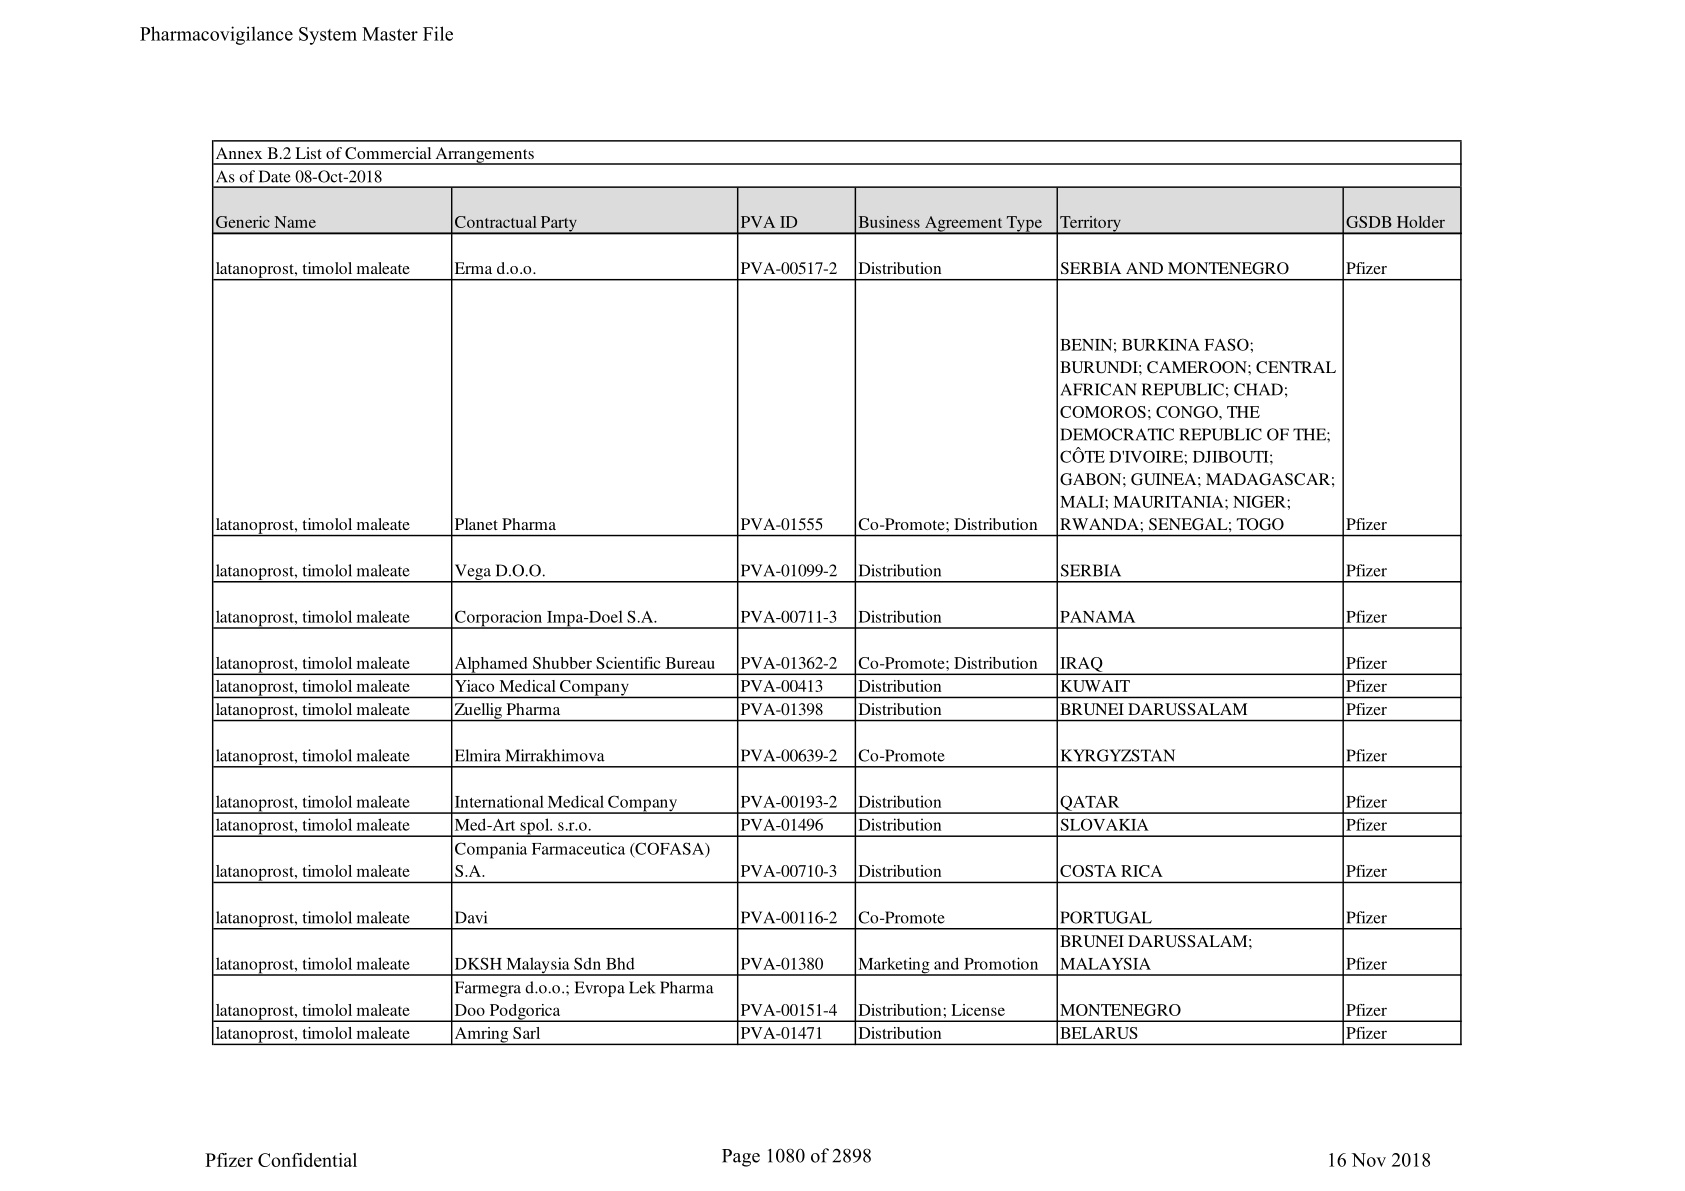 Pharmacovigilance System Master File
Annex B.2 List of Commercial Arrangements
As of Date 08-Oct-2018
Generic Name Contractual Party PVA ID Business Agreement Type Territory GSDB Holder
latanoprost, timolol maleate Erma d.o.o. PVA-00517-2 Distribution SERBIA AND MONTENEGRO Pfizer
BENIN; BURKINA FASO;
BURUNDI; CAMEROON; CENTRAL
AFRICAN REPUBLIC; CHAD;
COMOROS; CONGO, THE
DEMOCRATIC REPUBLIC OF THE;
CÔTE D'IVOIRE; DJIBOUTI;
GABON; GUINEA; MADAGASCAR;
MALI; MAURITANIA; NIGER;
latanoprost, timolol maleate Planet Pharma PVA-01555 Co-Promote; Distribution RWANDA; SENEGAL; TOGO Pfizer
latanoprost, timolol maleate Vega D.O.O. PVA-01099-2 Distribution SERBIA Pfizer
latanoprost, timolol maleate Corporacion Impa-Doel S.A. PVA-00711-3 Distribution PANAMA Pfizer
latanoprost, timolol maleate Alphamed Shubber Scientific Bureau PVA-01362-2 Co-Promote; Distribution IRAQ Pfizer
latanoprost, timolol maleate Yiaco Medical Company PVA-00413 Distribution KUWAIT Pfizer
latanoprost, timolol maleate Zuellig Pharma PVA-01398 Distribution BRUNEI DARUSSALAM Pfizer
latanoprost, timolol maleate Elmira Mirrakhimova PVA-00639-2 Co-Promote KYRGYZSTAN Pfizer
latanoprost, timolol maleate International Medical Company PVA-00193-2 Distribution QATAR Pfizer
latanoprost, timolol maleate Med-Art spol. s.r.o. PVA-01496 Distribution SLOVAKIA Pfizer
Compania Farmaceutica (COFASA)
latanoprost, timolol maleate S.A. PVA-00710-3 Distribution COSTA RICA Pfizer
latanoprost, timolol maleate Davi PVA-00116-2 Co-Promote PORTUGAL Pfizer
BRUNEI DARUSSALAM;
latanoprost, timolol maleate DKSH Malaysia Sdn Bhd PVA-01380 Marketing and Promotion MALAYSIA Pfizer
Farmegra d.o.o.; Evropa Lek Pharma
latanoprost, timolol maleate Doo Podgorica PVA-00151-4 Distribution; License MONTENEGRO Pfizer
latanoprost, timolol maleate Amring Sarl PVA-01471 Distribution BELARUS Pfizer
Pfizer Confidential Page 1080 of 2898 16 Nov 2018